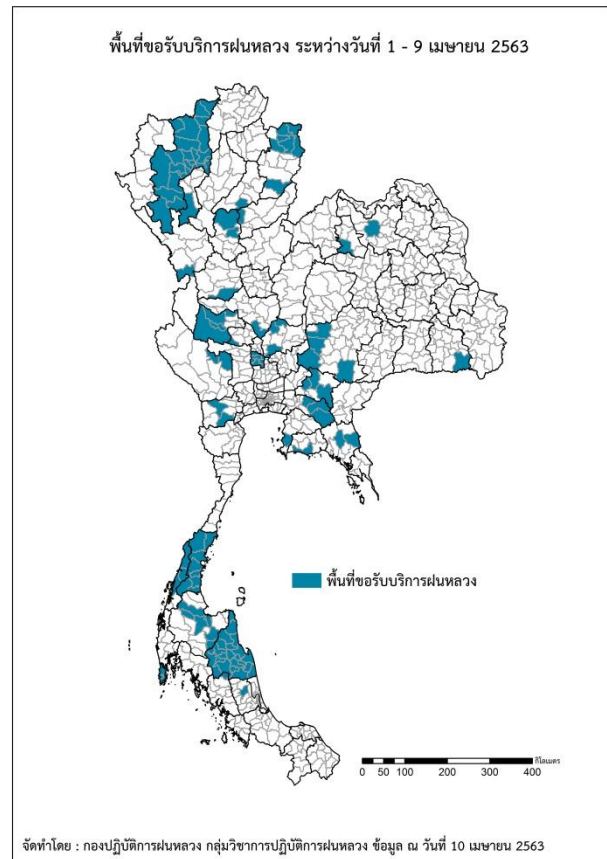 พื้นที่ขอรับบริการฝนหลวง ระหว่างวันที่ 1 - 9 เมษายน 2563
พื้นที่ขอรับบริการฝนหลวง
กิโลเมตร
0 50 100 200 300 400
จัดทำโดย : กองปฏิบัติการฝนหลวง กลุ่มวิชาการปฏิบัติการฝนหลวง ข้อมูล ณ วันที่ 10 เมษายน 2563